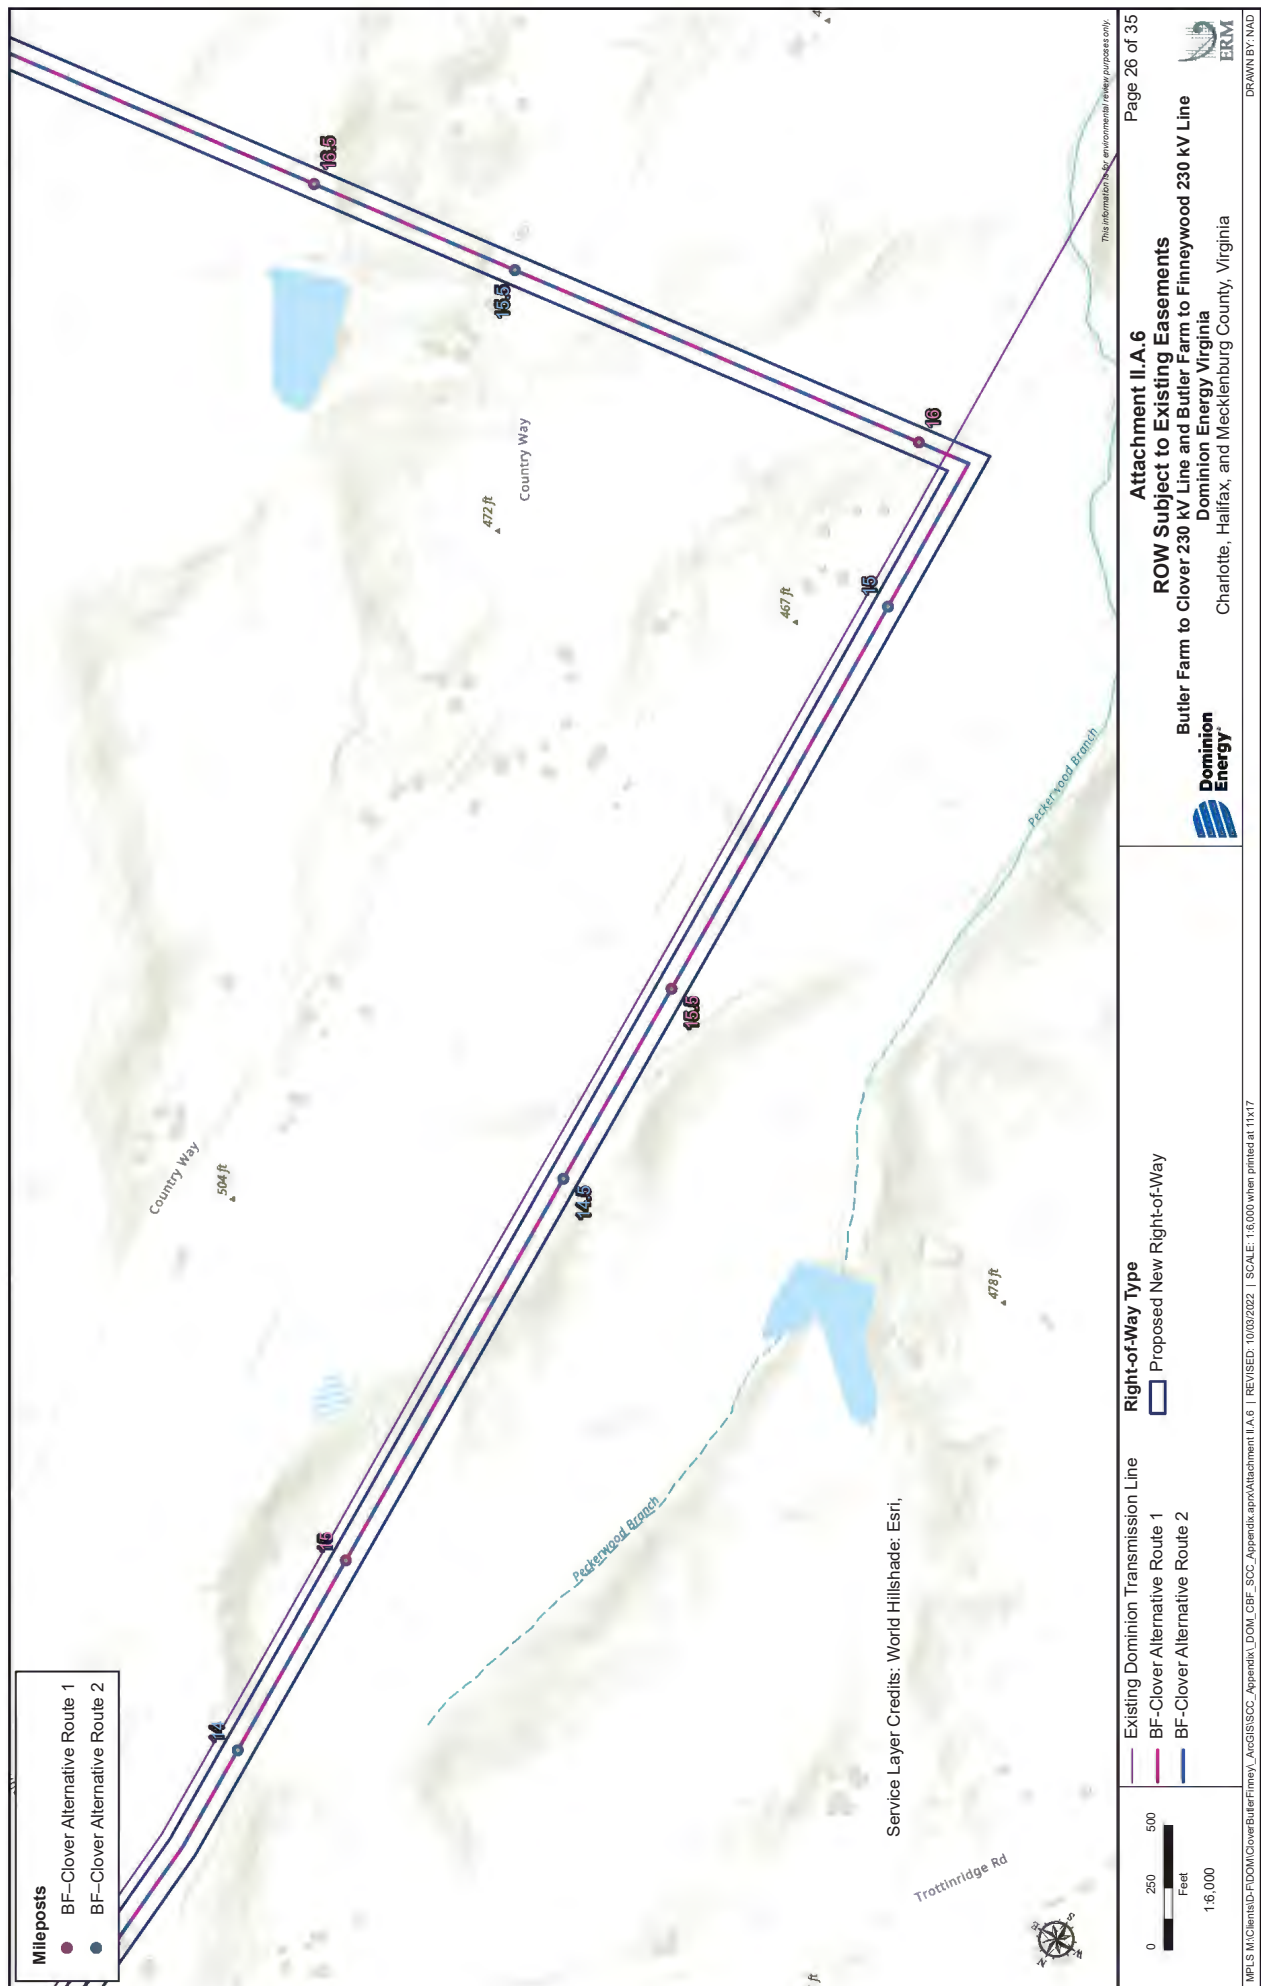 Mileposts
BF–Clover Alternative Route 1
BF–Clover Alternative Route 2
14
15
14.5
15.5
15
16
15.5
16.5
Country Way
504 ft
Country Way
472 ft
467 ft
478 ft
Peckerwood Branch
Peckerwood Branch
Trottinridge Rd
ft
4
Service Layer Credits: World Hillshade: Esri,
This information is for environmental review purposes only.
N
E
S
W
0 250 500
Feet
1:6,000
Existing Dominion Transmission Line
BF-Clover Alternative Route 1
BF-Clover Alternative Route 2
Right-of-Way Type
Proposed New Right-of-Way
Dominion
Energy®
Attachment II.A.6
ROW Subject to Existing Easements
Butler Farm to Clover 230 kV Line and Butler Farm to Finneywood 230 kV Line
Dominion Energy Virginia
Charlotte, Halifax, and Mecklenburg County, Virginia
Page 26 of 35
ERM
MPLS M:\Clients\D-F\DOM\CloverButlerFinney\_ArcGIS\SCC_Appendix\_DOM_CBF_SCC_Appendix.aprx\Attachment II.A.6 | REVISED: 10/03/2022 | SCALE: 1:6,000 when printed at 11x17
DRAWN BY: NAD